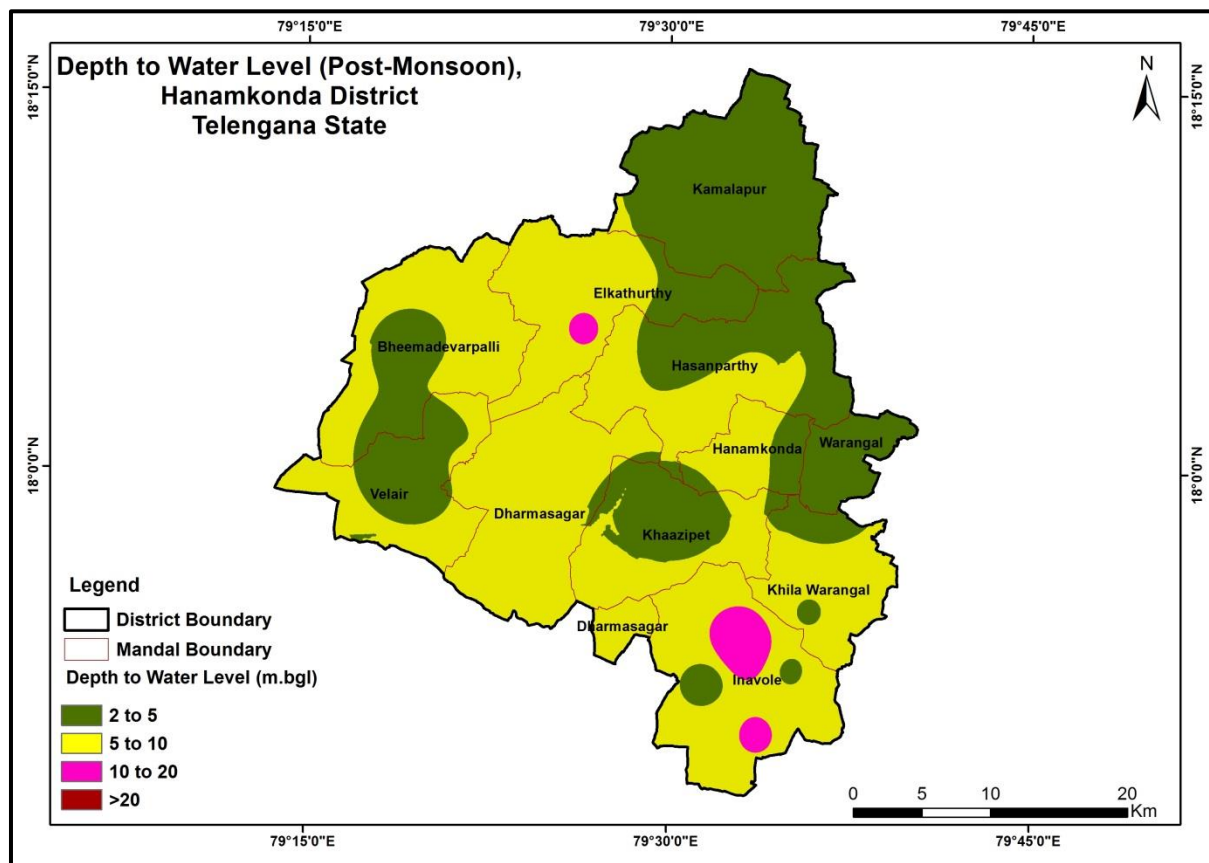 79°15'0"E
79°30'0"E
79°45'0"E
Depth to Water Level (Post-Monsoon),
Hanamkonda District
Telengana State
N
18°15'0"N
18°15'0"N
Kamalapur
Elkathurthy
Bheemadevarpalli
Hasanparthy
Hanamkonda
Warangal
18°0'0"N
18°0'0"N
Velair
Dharmasagar
Khaazipet
Khila Warangal
Dharmasagar
Inavole
Legend
District Boundary
Mandal Boundary
Depth to Water Level (m.bgl)
2 to 5
5 to 10
10 to 20
>20
0 5 10 20
Km
79°15'0"E
79°30'0"E
79°45'0"E